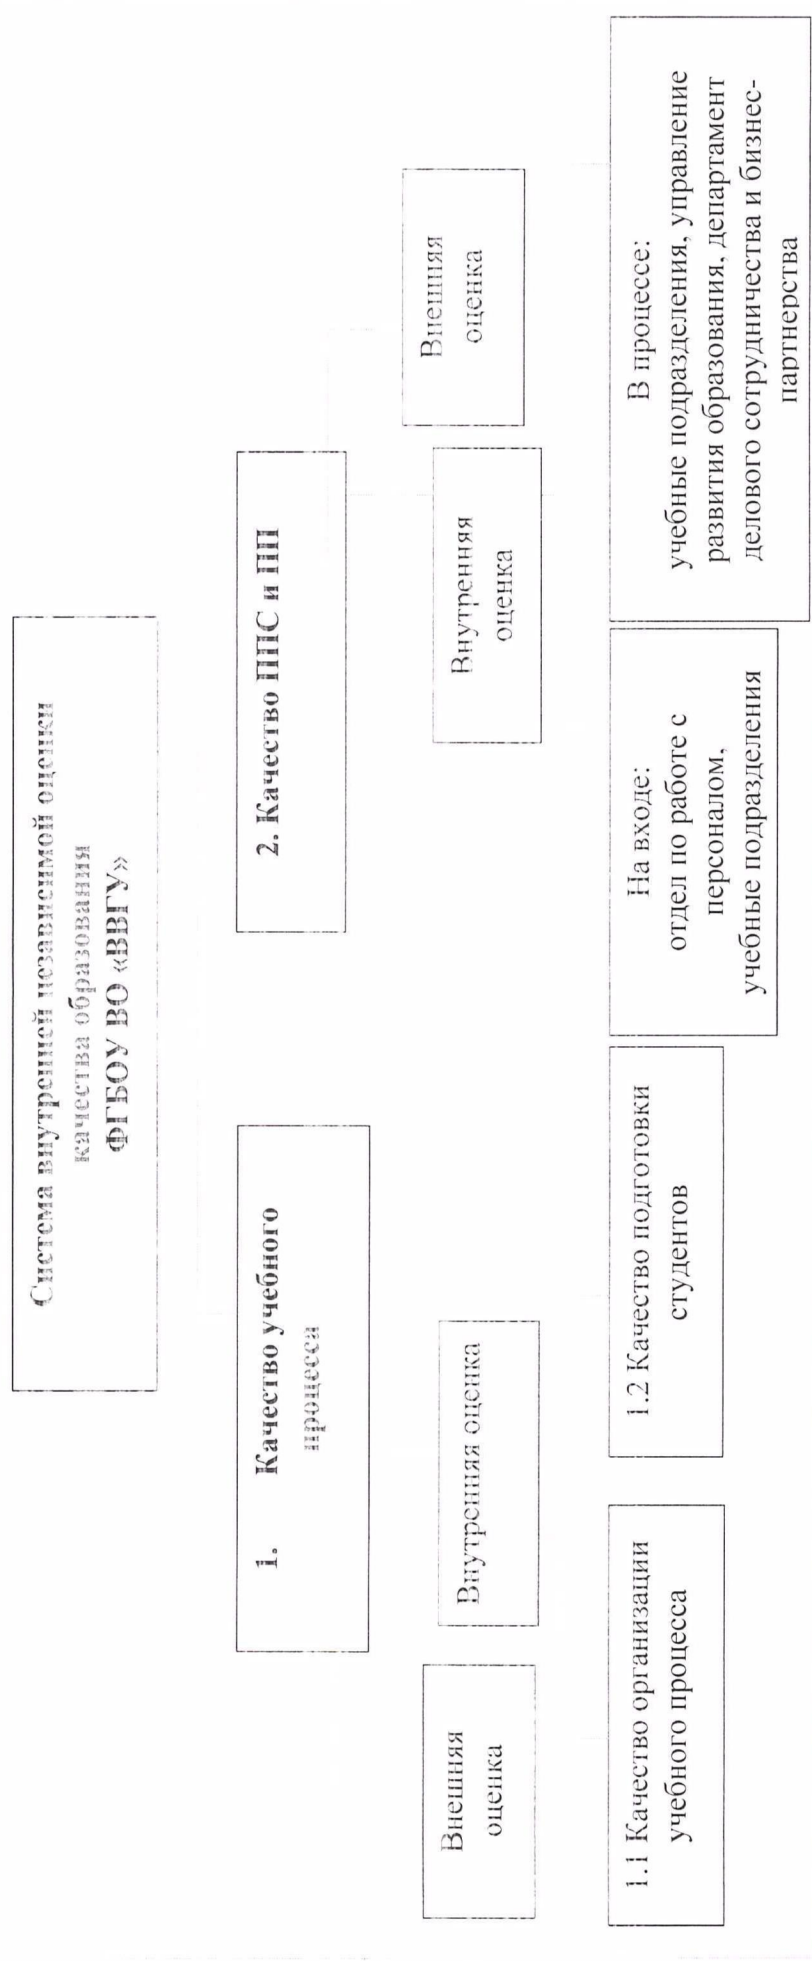 Система внутренней независимой оценки
качества образования
ФГБОУ ВО «ВВГУ»
1. Качество учебного
процесса
2. Качество ППС и ПП
Внешняя
оценка
Внутренняя оценка
Внутренняя
оценка
Внешняя
оценка
1.1 Качество организации
учебного процесса
1.2 Качество подготовки
студентов
На входе:
отдел по работе с
персоналом,
учебные подразделения
В процессе:
учебные подразделения, управление
развития образования, департамент
делового сотрудничества и бизнес-
партнерства